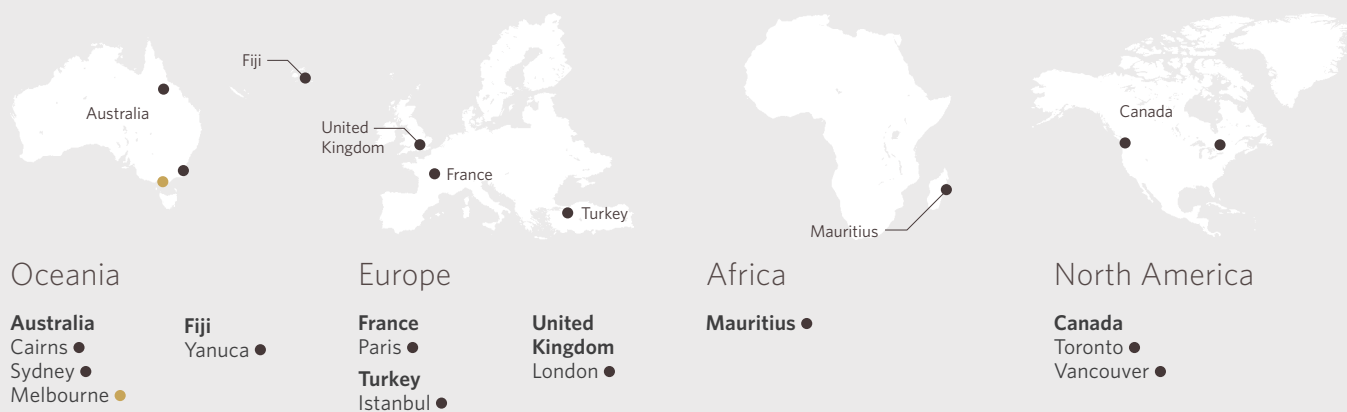 Fiji
Australia
United
Kingdom
France
Turkey
Mauritius
Canada
Oceania
Australia
Cairns
Sydney
Melbourne
Fiji
Yanuca
Europe
France
Paris
Turkey
Istanbul
United
Kingdom
London
Africa
Mauritius
North America
Canada
Toronto
Vancouver